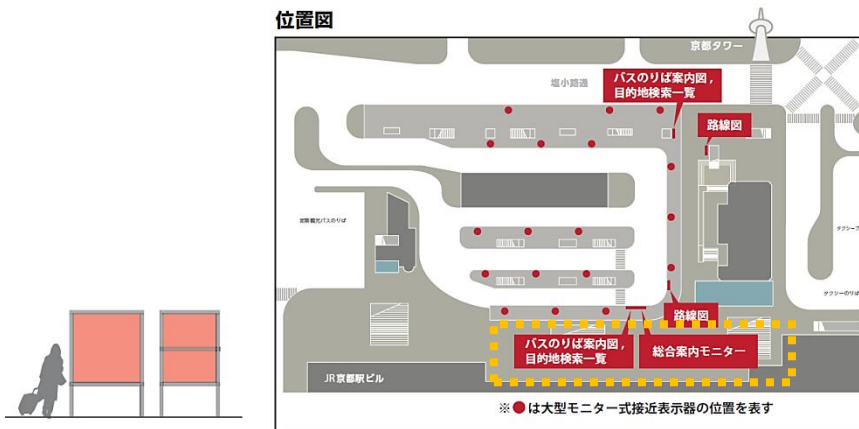 位置図
京都タワー
塩小路通
バスのりば案内図,
目的地検索一覧
路線図
定期観光バスのりば
タクシーのりば
路線図
バスのりば案内図,
目的地検索一覧
総合案内モニター
JR京都駅ビル
※●は大型モニター式接近表示器の位置を表す